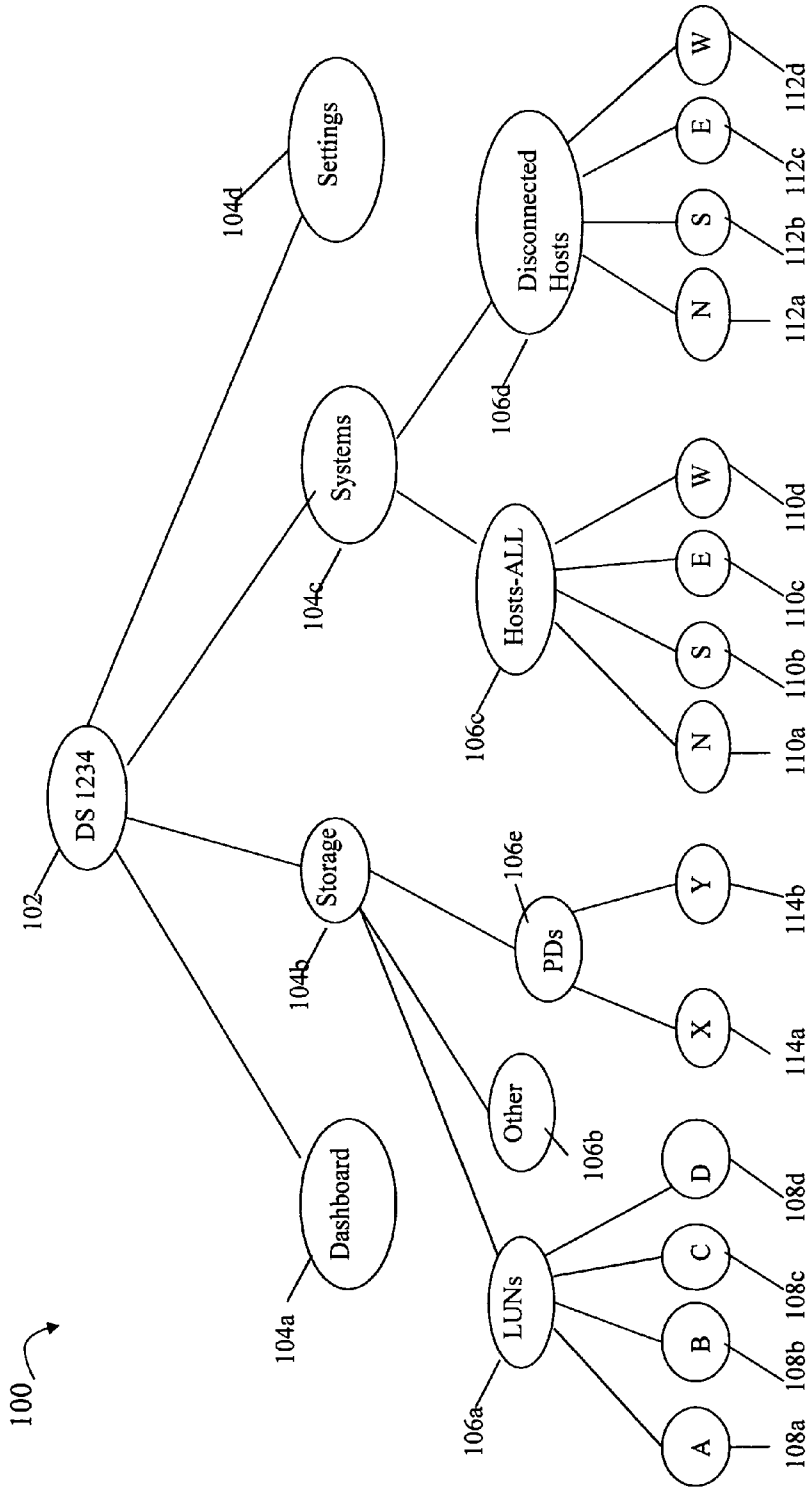 100
102
DS 1234
104a
Dashboard
104b
Storage
104c
Systems
104d
Settings
106a
LUNs
Other
106b
PDs
106e
106c
Hosts-ALL
106d
Disconnected
Hosts
A
B
C
D
X
Y
N
S
E
W
N
S
E
W
108a
108b
108c
108d
114a
114b
110a
110b
110c
110d
112a
112b
112c
112d